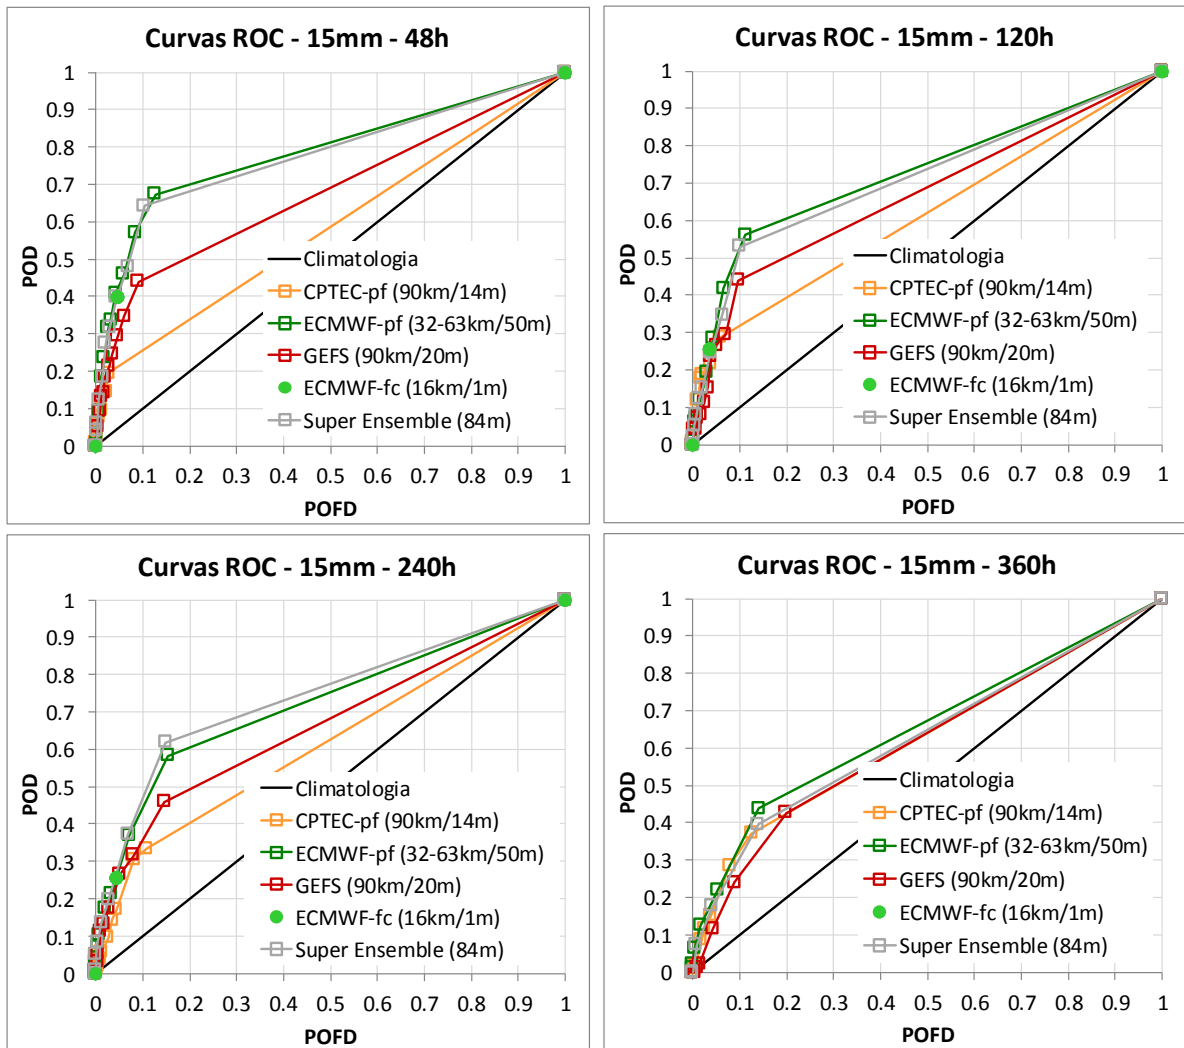 Curvas ROC - 15mm - 48h
1
0.9
0.8
0.7
0.6
0.5
0.4
0.3
0.2
0.1
0
POD
0 0.1 0.2 0.3 0.4 0.5 0.6 0.7 0.8 0.9 1
POFD
Climatologia
CPTEC-pf (90km/14m)
ECMWF-pf (32-63km/50m)
GEFS (90km/20m)
ECMWF-fc (16km/1m)
Super Ensemble (84m)
Curvas ROC - 15mm - 120h
1
0.9
0.8
0.7
0.6
0.5
0.4
0.3
0.2
0.1
0
POD
0 0.1 0.2 0.3 0.4 0.5 0.6 0.7 0.8 0.9 1
POFD
Climatologia
CPTEC-pf (90km/14m)
ECMWF-pf (32-63km/50m)
GEFS (90km/20m)
ECMWF-fc (16km/1m)
Super Ensemble (84m)
Curvas ROC - 15mm - 240h
1
0.9
0.8
0.7
0.6
0.5
0.4
0.3
0.2
0.1
0
POD
0 0.1 0.2 0.3 0.4 0.5 0.6 0.7 0.8 0.9 1
POFD
Climatologia
CPTEC-pf (90km/14m)
ECMWF-pf (32-63km/50m)
GEFS (90km/20m)
ECMWF-fc (16km/1m)
Super Ensemble (84m)
Curvas ROC - 15mm - 360h
1
0.9
0.8
0.7
0.6
0.5
0.4
0.3
0.2
0.1
0
POD
0 0.1 0.2 0.3 0.4 0.5 0.6 0.7 0.8 0.9 1
POFD
Climatologia
CPTEC-pf (90km/14m)
ECMWF-pf (32-63km/50m)
GEFS (90km/20m)
ECMWF-fc (16km/1m)
Super Ensemble (84m)